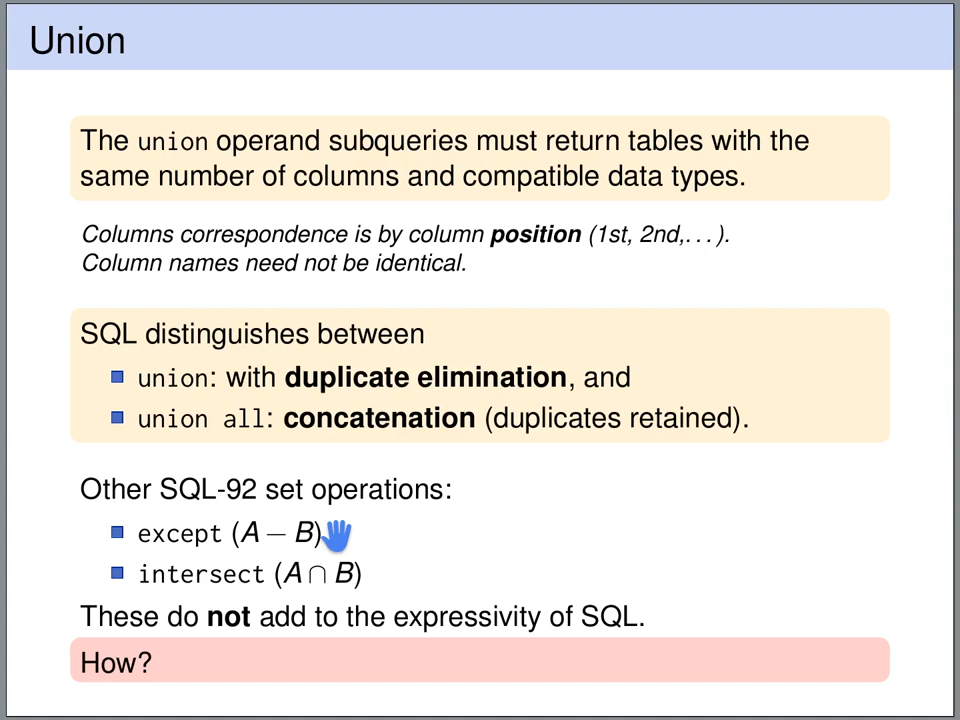 Union
The union operand subqueries must return tables with the
same number of columns and compatible data types.
Columns correspondence is by column position (1st, 2nd,. . . ).
Column names need not be identical.
SQL distinguishes between
union: with duplicate elimination, and
union all: concatenation (duplicates retained).
Other SQL-92 set operations:
except (A − B)
intersect (A ∩ B)
These do not add to the expressivity of SQL.
How?